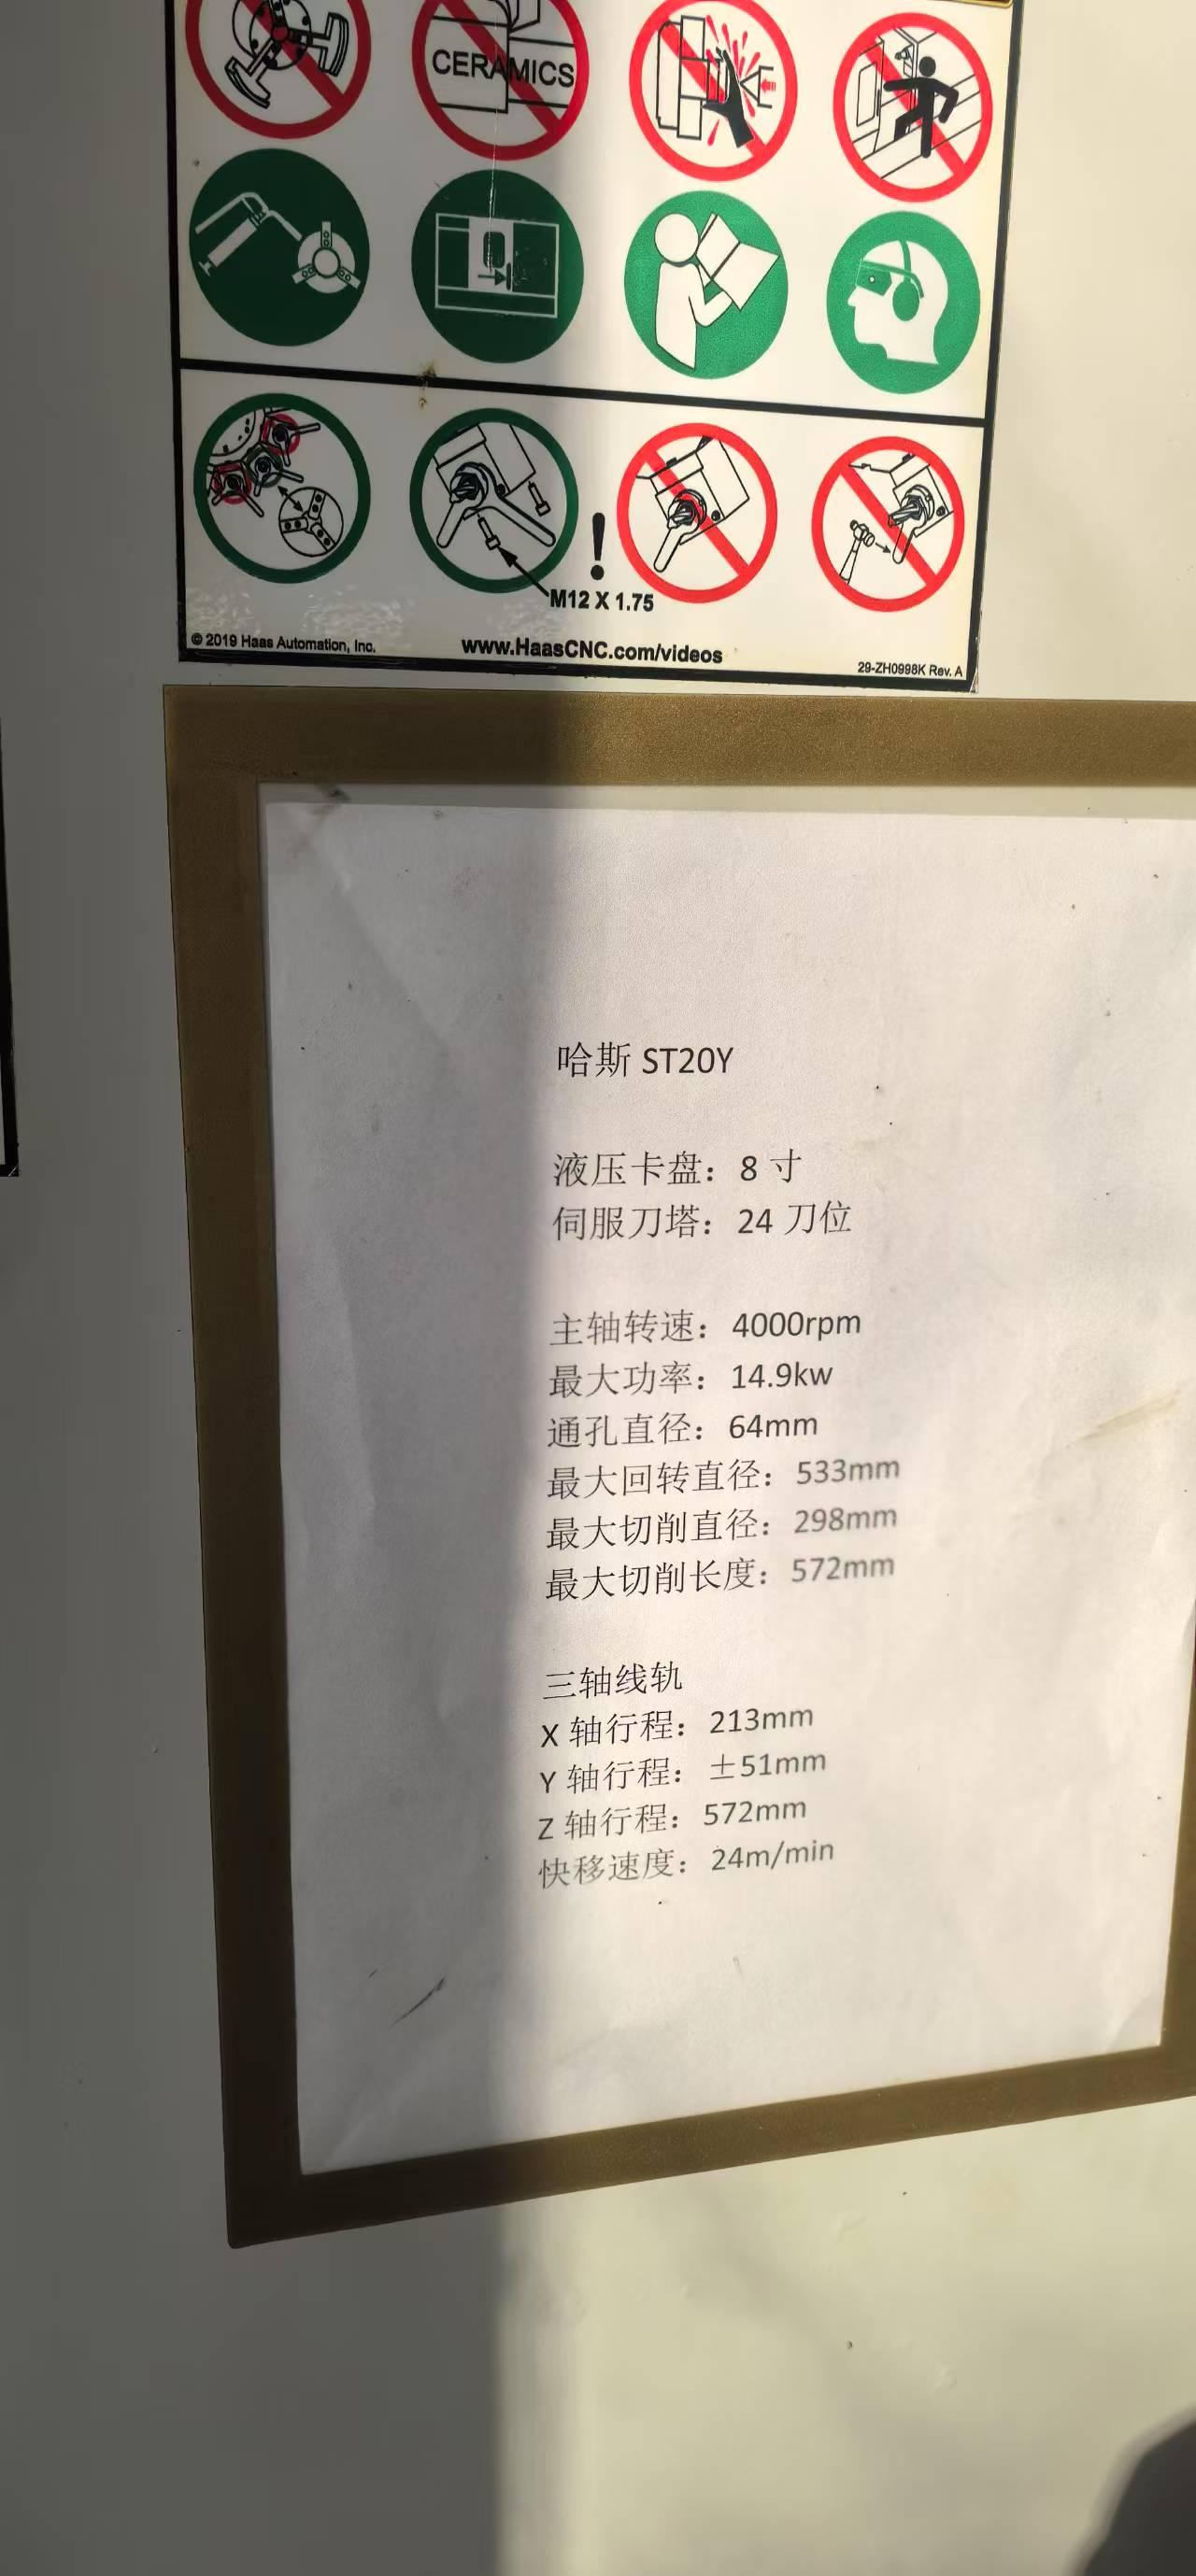 CERAMICS
M12 X 1.75
© 2019 Haas Automation, Inc.
www.HaasCNC.com/videos
29-ZH0998K Rev. A
哈斯 ST20Y
液压卡盘：8 寸
伺服刀塔：24 刀位
主轴转速：4000rpm
最大功率：14.9kw
通孔直径：64mm
最大回转直径：533mm
最大切削直径：298mm
最大切削长度：572mm
三轴线轨
X 轴行程：213mm
Y 轴行程：±51mm
Z 轴行程：572mm
快移速度：24m/min